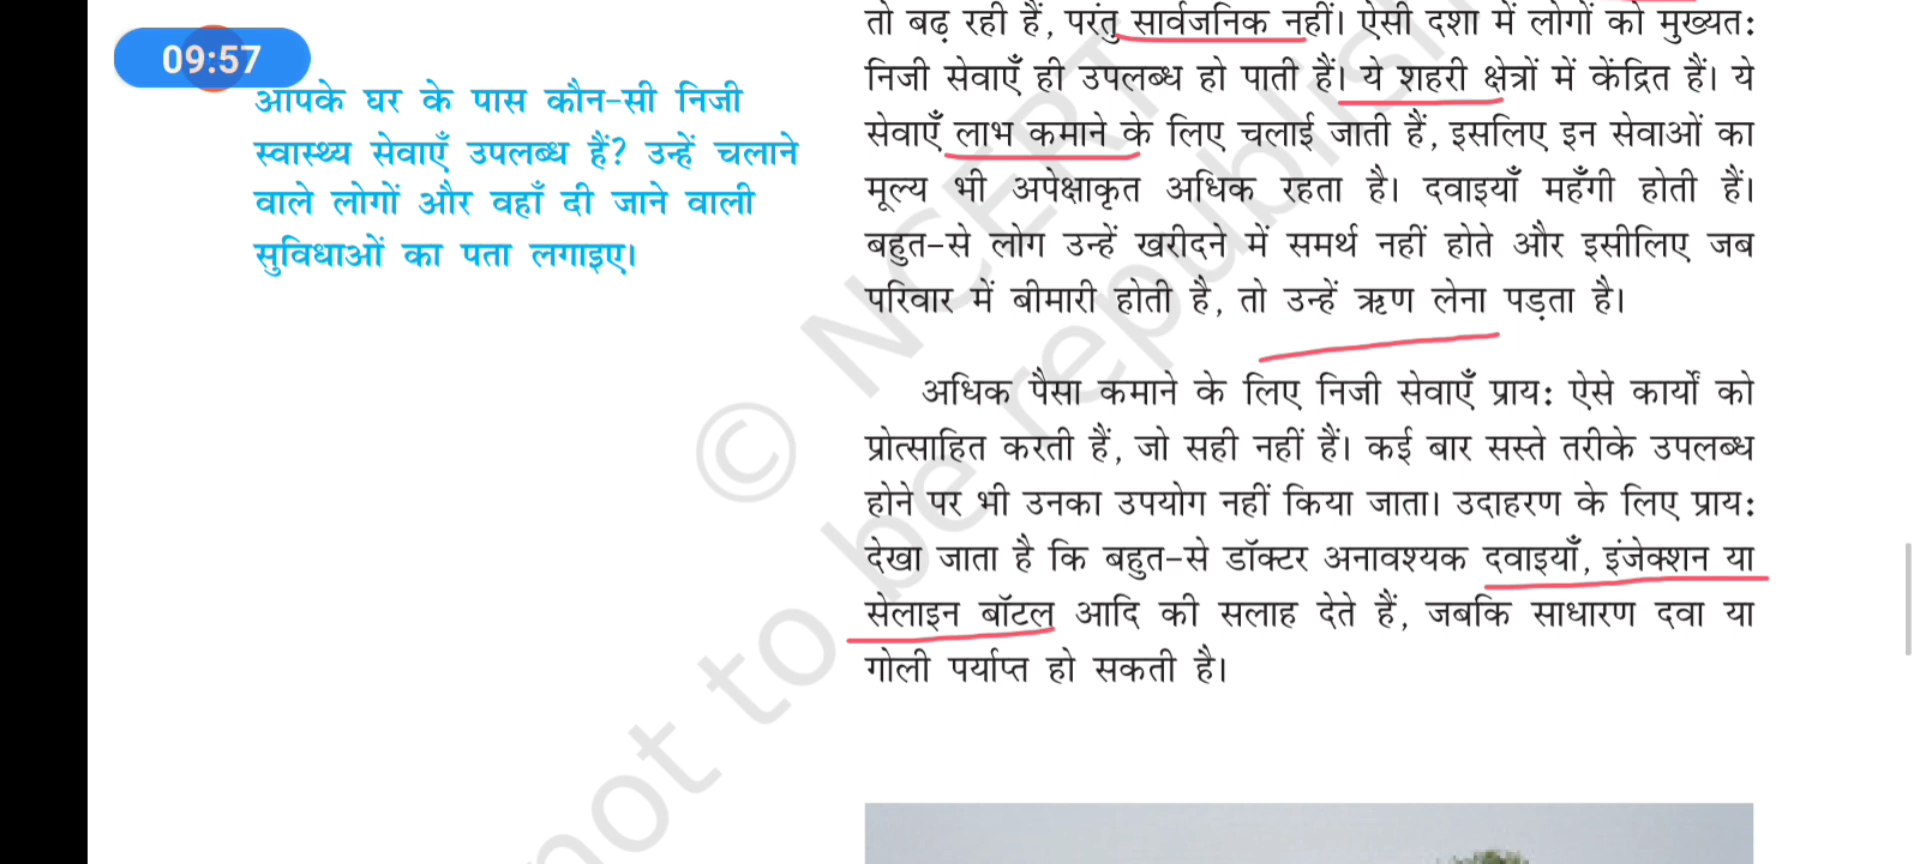 09:57
आपके घर के पास कौन-सी निजी
स्वास्थ्य सेवाएँ उपलब्ध हैं? उन्हें चलाने
वाले लोगों और वहाँ दी जाने वाली
सुविधाओं का पता लगाइए।
तो बढ़ रही हैं, परंतु सार्वजनिक नहीं। ऐसी दशा में लोगों को मुख्यत:
निजी सेवाएँ ही उपलब्ध हो पाती हैं। ये शहरी क्षेत्रों में केंद्रित हैं। ये
सेवाएँ लाभ कमाने के लिए चलाई जाती हैं, इसलिए इन सेवाओं का
मूल्य भी अपेक्षाकृत अधिक रहता है। दवाइयाँ महँगी होती हैं।
बहुत-से लोग उन्हें खरीदने में समर्थ नहीं होते और इसीलिए जब
परिवार में बीमारी होती है, तो उन्हें ऋण लेना पड़ता है।
अधिक पैसा कमाने के लिए निजी सेवाएँ प्राय: ऐसे कार्यों को
प्रोत्साहित करती हैं, जो सही नहीं हैं। कई बार सस्ते तरीके उपलब्ध
होने पर भी उनका उपयोग नहीं किया जाता। उदाहरण के लिए प्राय:
देखा जाता है कि बहुत-से डॉक्टर अनावश्यक दवाइयाँ, इंजेक्शन या
सेलाइन बॉटल आदि की सलाह देते हैं, जबकि साधारण दवा या
गोली पर्याप्त हो सकती है।
© NCERT
not to be republish